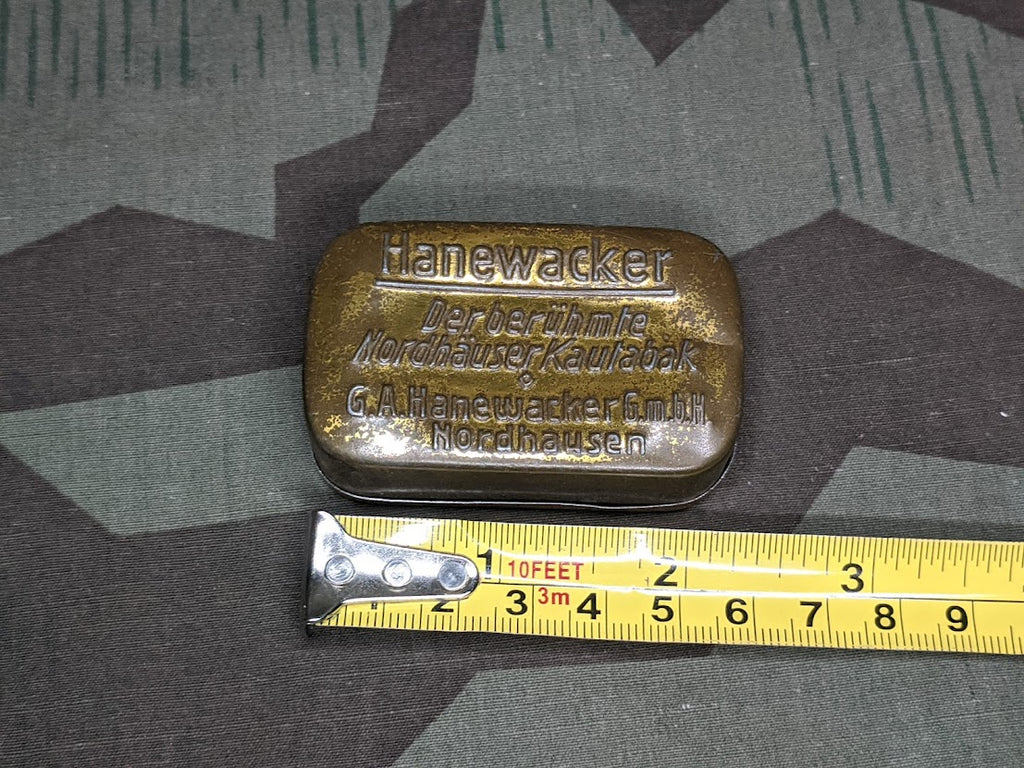 Hanewacker
Der berühmte
Nordhäuser Kautabak
G.A. Hanewacker G.m.b.H
Nordhausen
1 10FEET 2 3
2 3 3m 4 5 6 7 8 9